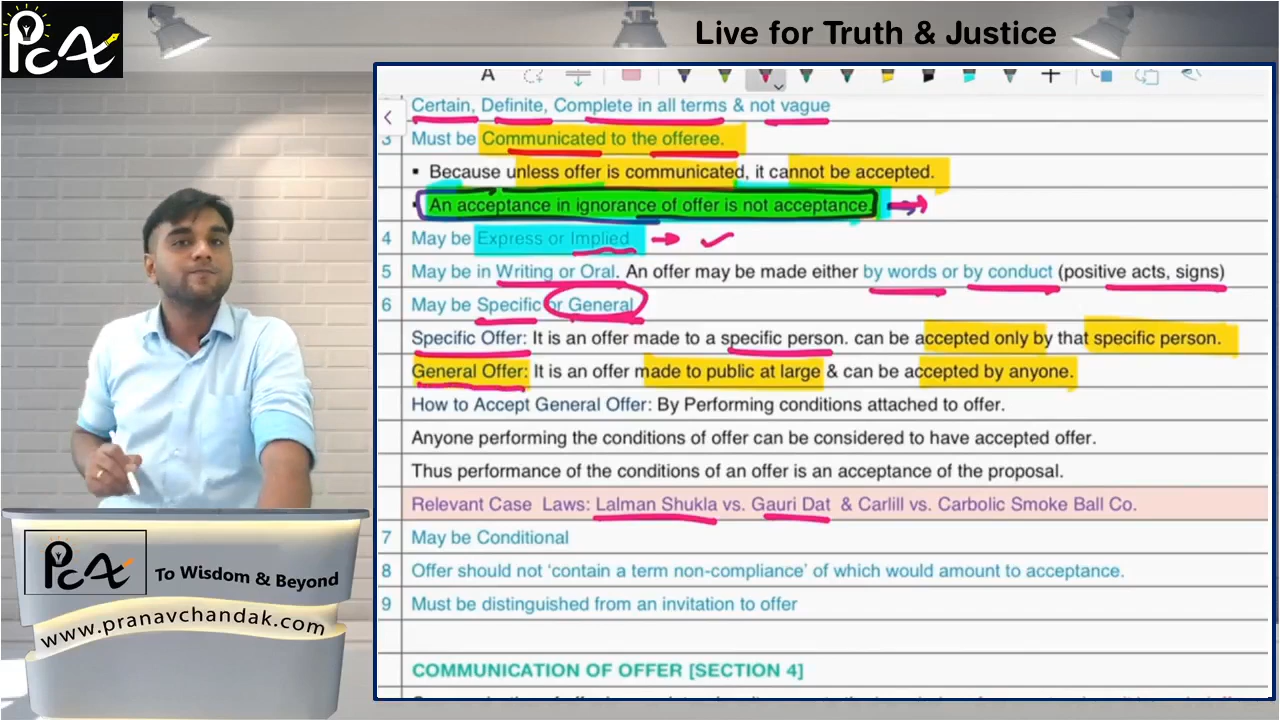 PCA
Live for Truth & Justice
A
Certain, Definite, Complete in all terms & not vague
3 Must be Communicated to the offeree.
▪ Because unless offer is communicated, it cannot be accepted.
An acceptance in ignorance of offer is not acceptance.
4 May be Express or Implied
5 May be in Writing or Oral. An offer may be made either by words or by conduct (positive acts, signs)
6 May be Specific or General
Specific Offer: It is an offer made to a specific person. can be accepted only by that specific person.
General Offer: It is an offer made to public at large & can be accepted by anyone.
How to Accept General Offer: By Performing conditions attached to offer.
Anyone performing the conditions of offer can be considered to have accepted offer.
Thus performance of the conditions of an offer is an acceptance of the proposal.
Relevant Case Laws: Lalman Shukla vs. Gauri Dat & Carlill vs. Carbolic Smoke Ball Co.
7 May be Conditional
8 Offer should not 'contain a term non-compliance' of which would amount to acceptance.
9 Must be distinguished from an invitation to offer
COMMUNICATION OF OFFER [SECTION 4]
PCA
To Wisdom & Beyond
www.pranavchandak.com